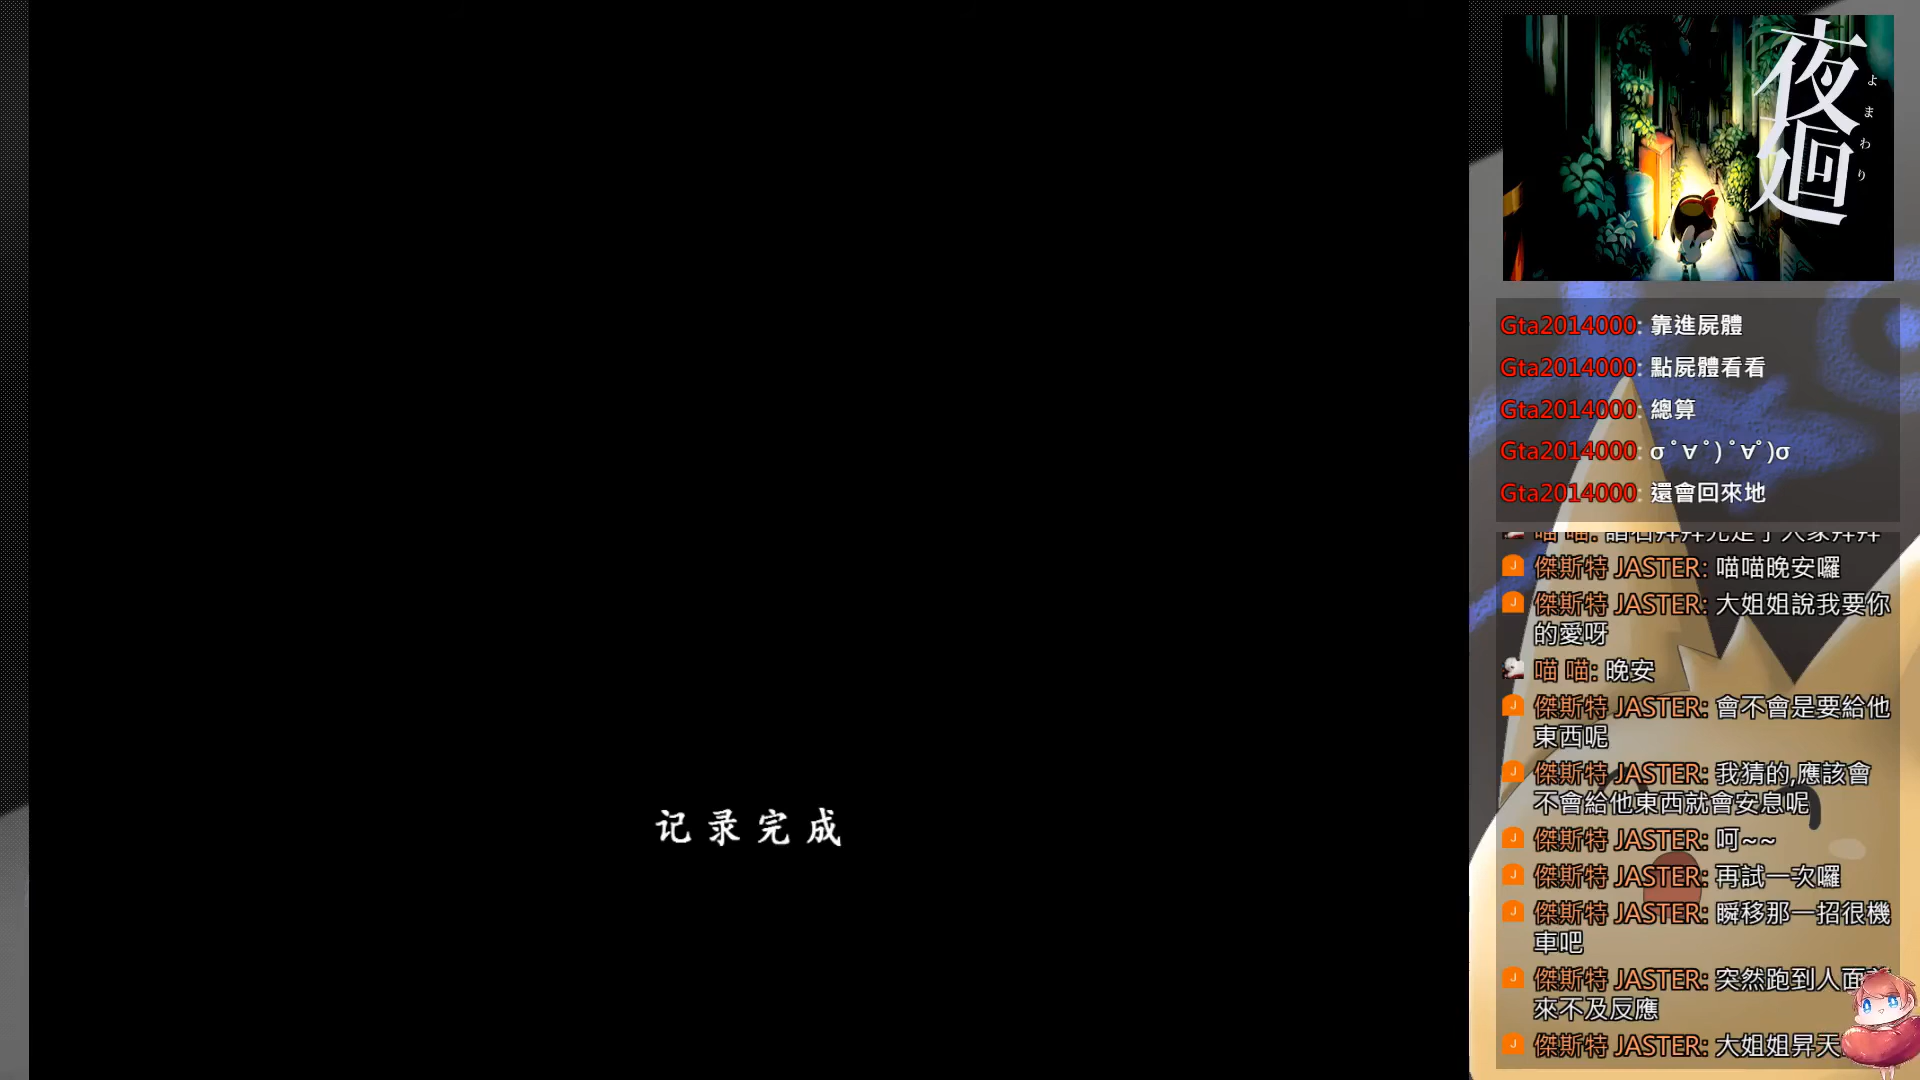 记录完成
夜廻
よまわり
Gta2014000: 靠進屍體
Gta2014000: 點屍體看看
Gta2014000: 總算
Gta2014000: σ ﾟ∀ ﾟ) ﾟ∀ﾟ)σ
Gta2014000: 還會回來地
喵 喵:
傑斯特 JASTER: 喵喵晚安囉
傑斯特 JASTER: 大姐姐說我要你
的愛呀
喵 喵: 晚安
傑斯特 JASTER: 會不會是要給他
東西呢
傑斯特 JASTER: 我猜的,應該會
不會給他東西就會安息呢
傑斯特 JASTER: 呵~~
傑斯特 JASTER: 再試一次囉
傑斯特 JASTER: 瞬移那一招很機
車吧
傑斯特 JASTER: 突然跑到人面
來不及反應
傑斯特 JASTER: 大姐姐昇天